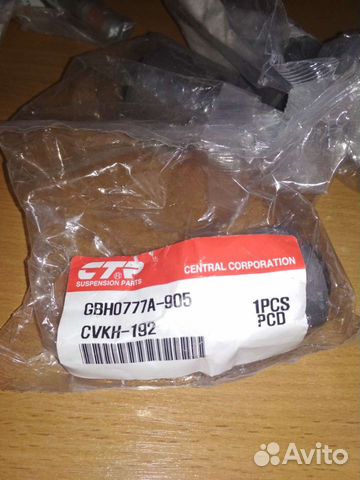 CTR
SUSPENSION PARTS
CENTRAL CORPORATION
GBH0777A-905
1PCS
CVKH-192
PCD
Avito